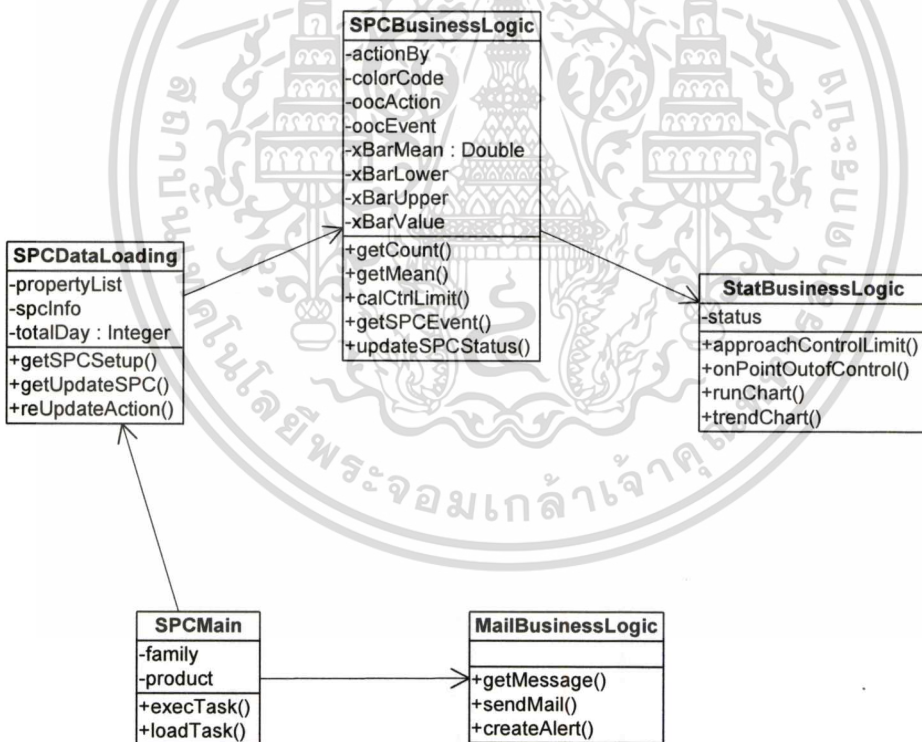 SPCBusinessLogic
-actionBy
-colorCode
-oocAction
-oocEvent
-xBarMean : Double
-xBarLower
-xBarUpper
-xBarValue
+getCount()
+getMean()
+calCtrlLimit()
+getSPCEvent()
+updateSPCStatus()
SPCDataLoading
-propertyList
-spcInfo
-totalDay : Integer
+getSPCSetup()
+getUpdateSPC()
+reUpdateAction()
StatBusinessLogic
-status
+approachControlLimit()
+onPointOutofControl()
+runChart()
+trendChart()
SPCMain
-family
-product
+execTask()
+loadTask()
MailBusinessLogic
+getMessage()
+sendMail()
+createAlert()